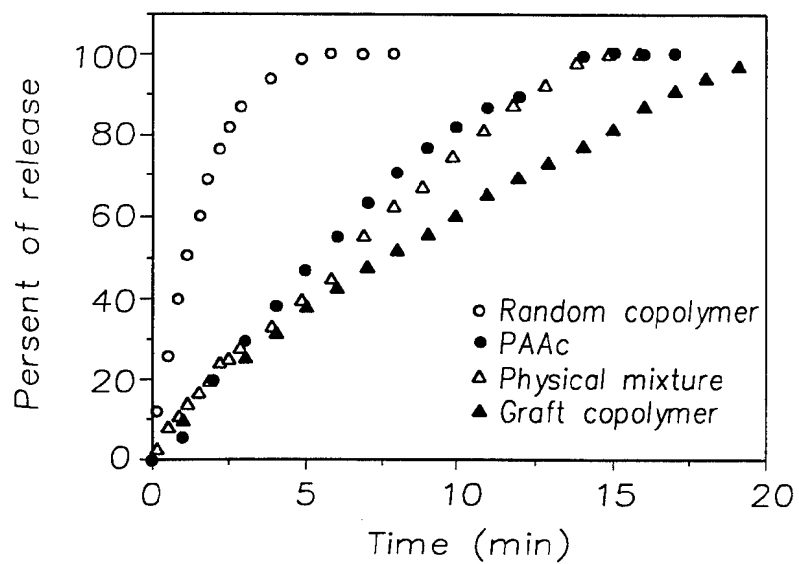 Persent of release
100
80
60
40
20
0
0
5
10
15
20
Time (min)
Random copolymer
PAAc
Physical mixture
Graft copolymer